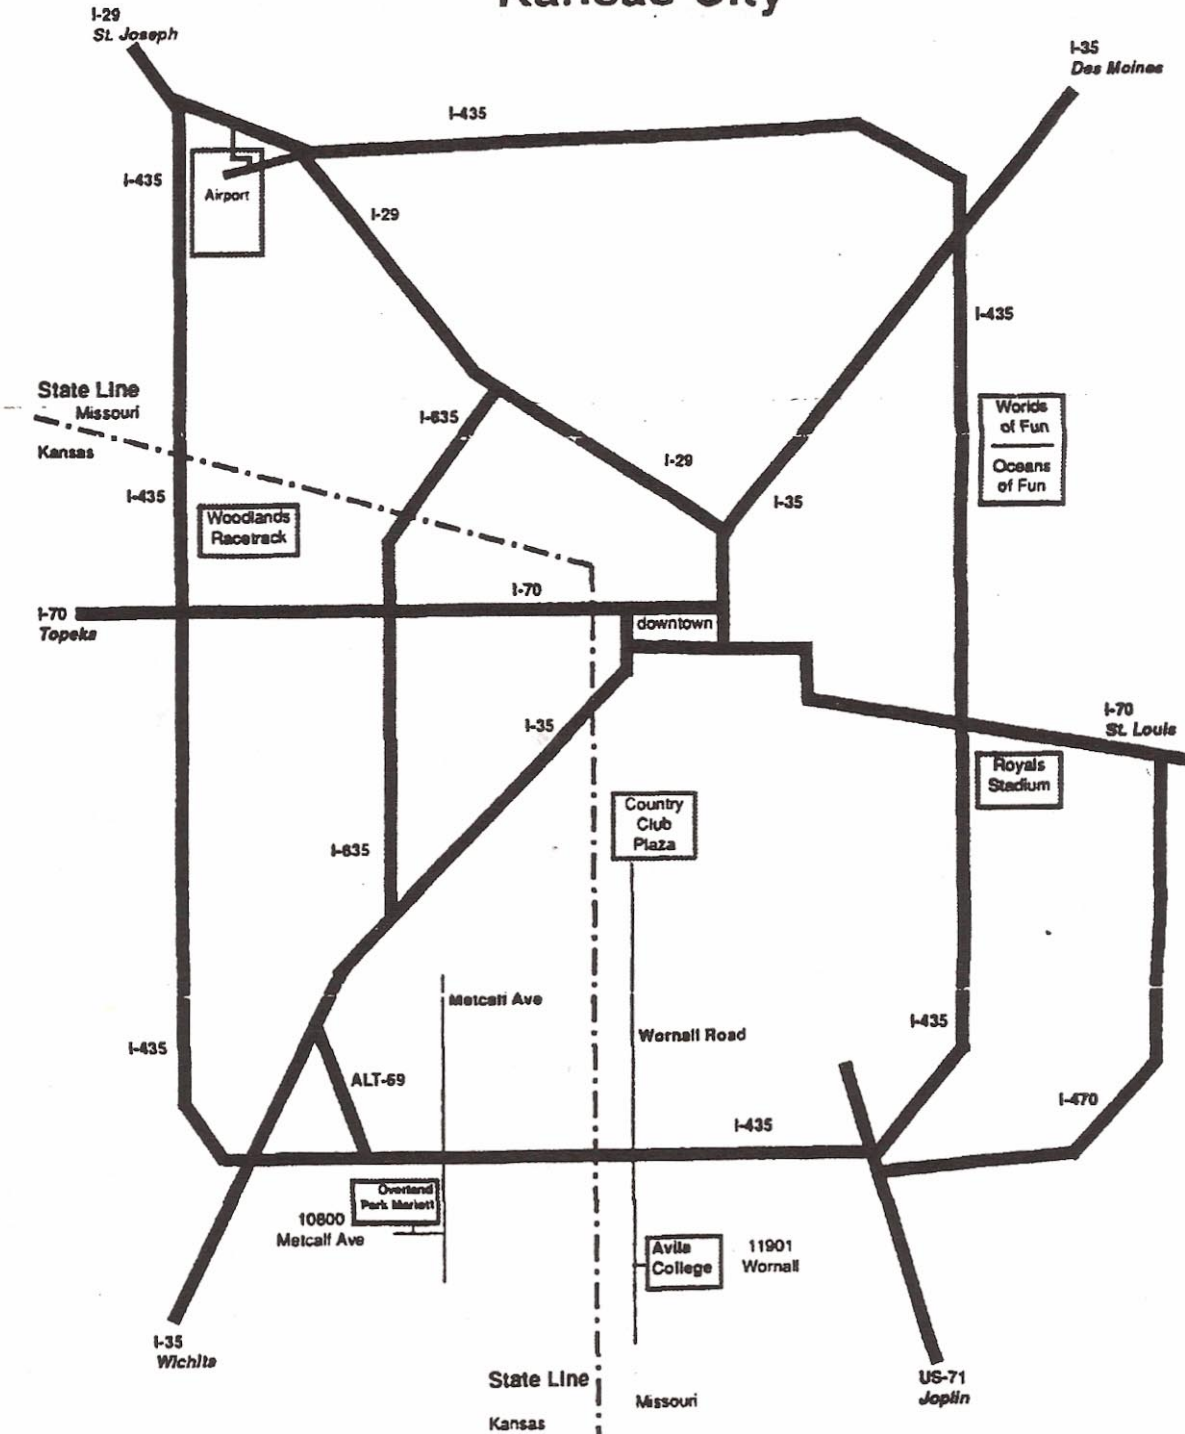 Kansas City
I-29
St. Joseph
I-35
Des Moines
I-435
I-435
Airport
I-29
I-435
State Line
Missouri
Kansas
I-635
Worlds
of Fun
Oceans
of Fun
I-29
I-435
I-35
Woodlands
Racetrack
I-70
I-70
Topeka
downtown
I-35
I-70
St. Louis
Royals
Stadium
Country
Club
Plaza
I-635
Metcalf Ave
I-435
Wornall Road
I-435
ALT-69
I-470
I-435
Overland
Park Mariott
10800
Metcalf Ave
Avila
College
11901
Wornall
I-35
Wichita
State Line
US-71
Joplin
Missouri
Kansas